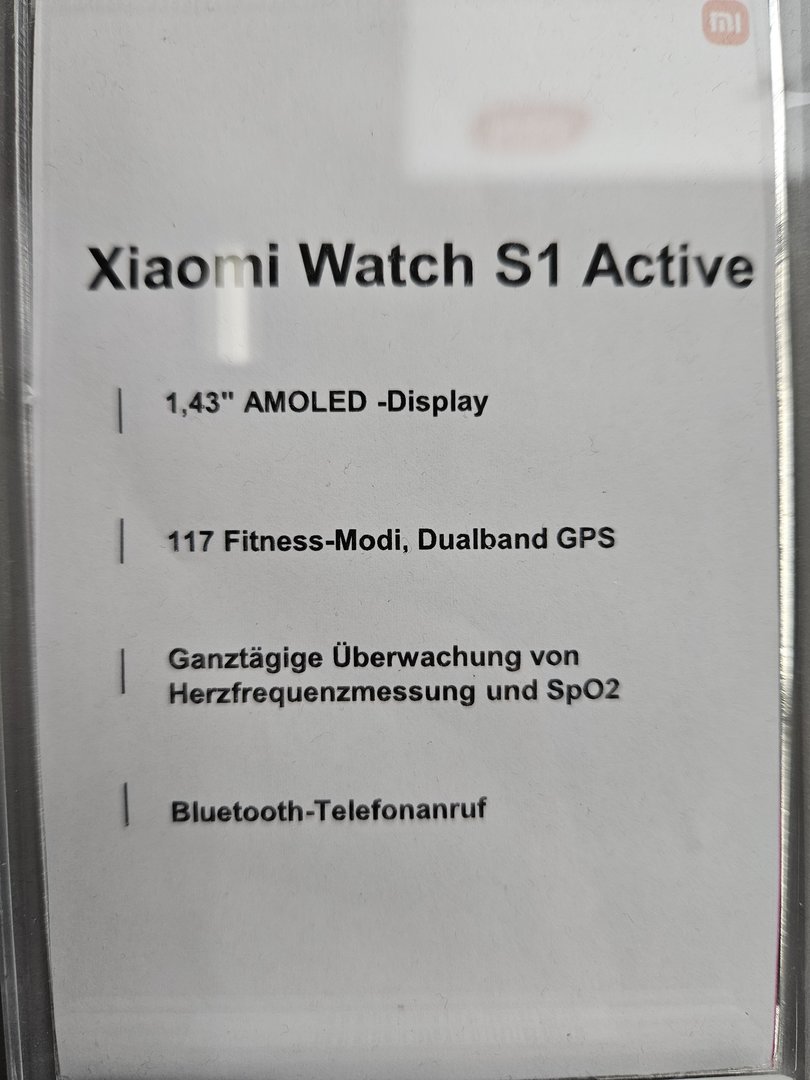 mi
Xiaomi Watch S1 Active
1,43" AMOLED -Display
117 Fitness-Modi, Dualband GPS
Ganztägige Überwachung von
Herzfrequenzmessung und SpO2
Bluetooth-Telefonanruf